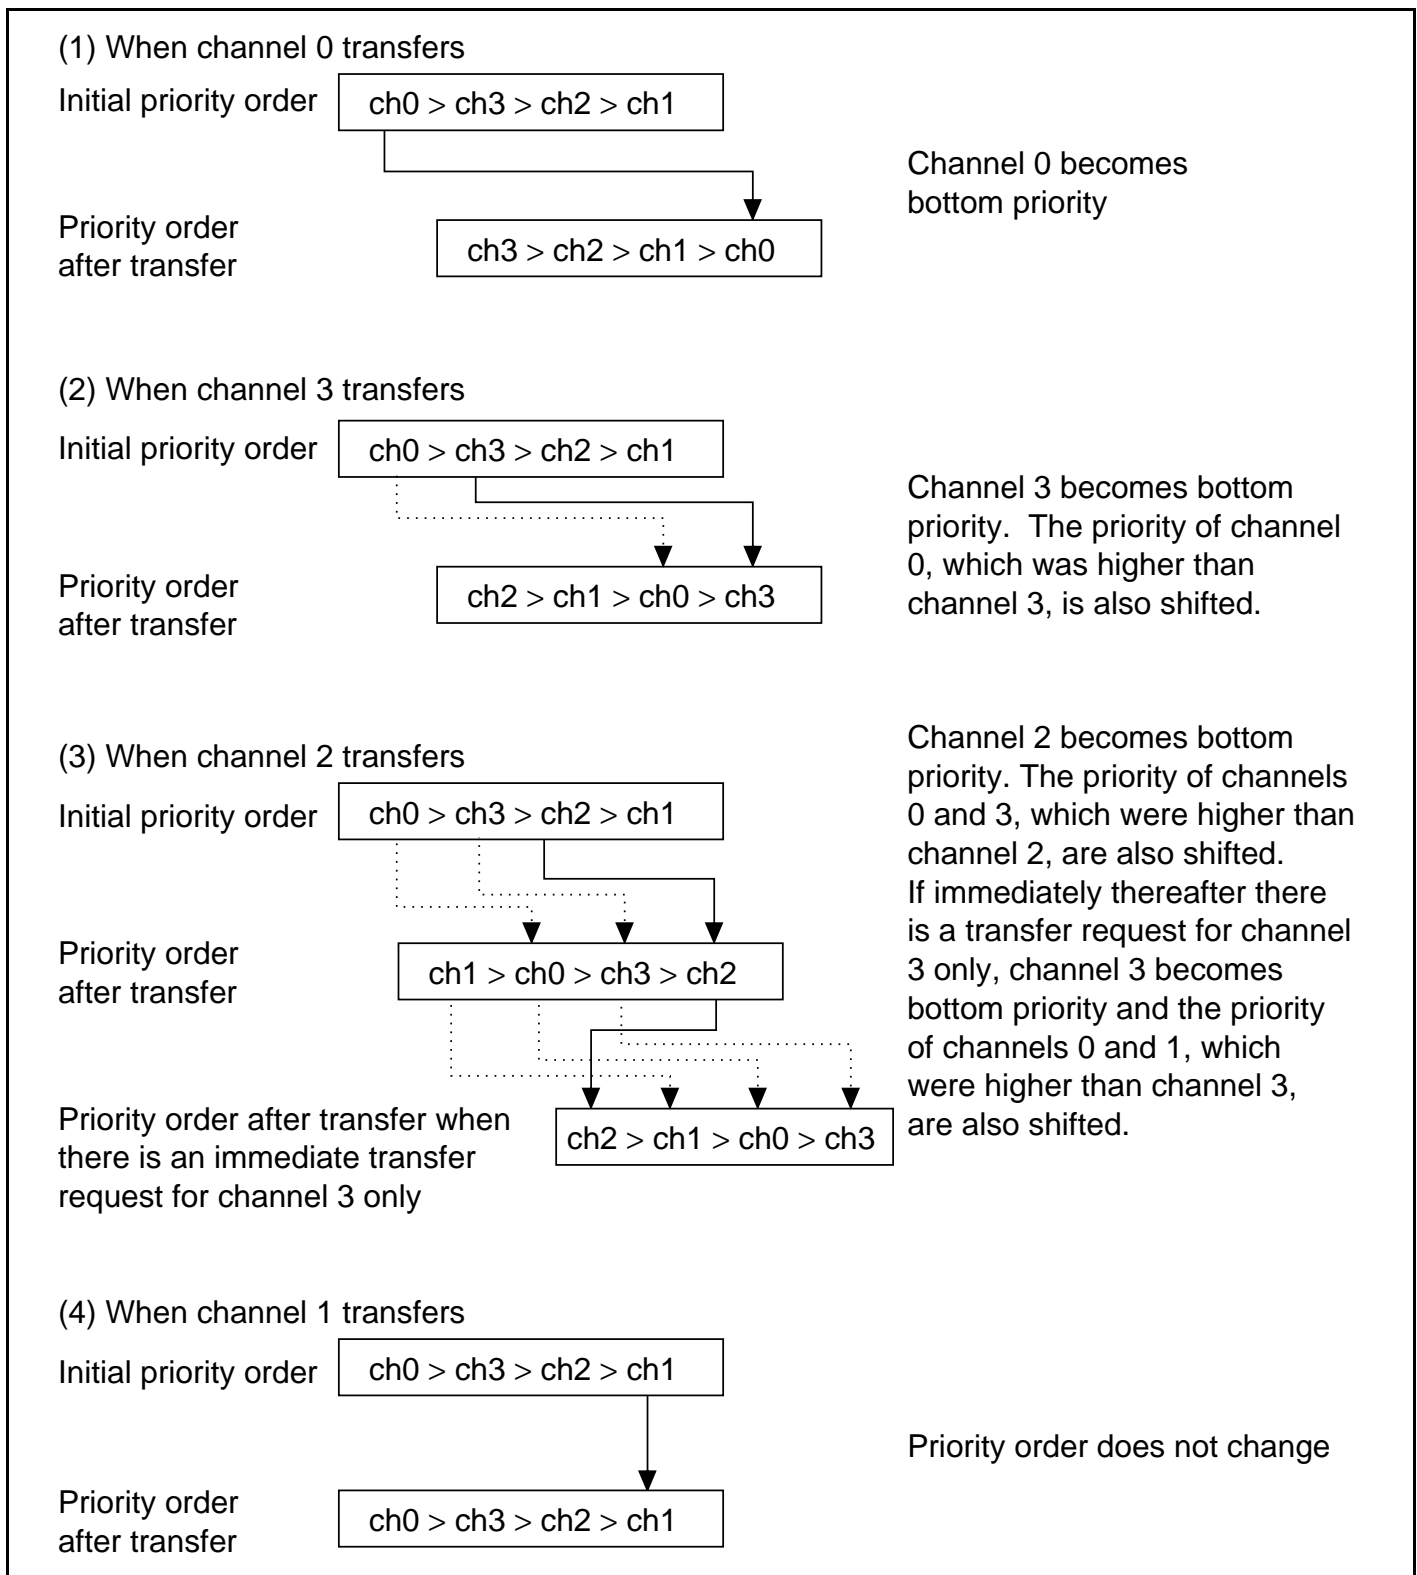 (1) When channel 0 transfers
Initial priority order
ch0 > ch3 > ch2 > ch1
Channel 0 becomes
bottom priority
Priority order
after transfer
ch3 > ch2 > ch1 > ch0
(2) When channel 3 transfers
Initial priority order
ch0 > ch3 > ch2 > ch1
Channel 3 becomes bottom
priority. The priority of channel
0, which was higher than
channel 3, is also shifted.
Priority order
after transfer
ch2 > ch1 > ch0 > ch3
(3) When channel 2 transfers
Initial priority order
ch0 > ch3 > ch2 > ch1
Channel 2 becomes bottom
priority. The priority of channels
0 and 3, which were higher than
channel 2, are also shifted.
If immediately thereafter there
is a transfer request for channel
3 only, channel 3 becomes
bottom priority and the priority
of channels 0 and 1, which
were higher than channel 3,
are also shifted.
Priority order
after transfer
ch1 > ch0 > ch3 > ch2
Priority order after transfer when
there is an immediate transfer
request for channel 3 only
ch2 > ch1 > ch0 > ch3
(4) When channel 1 transfers
Initial priority order
ch0 > ch3 > ch2 > ch1
Priority order does not change
Priority order
after transfer
ch0 > ch3 > ch2 > ch1